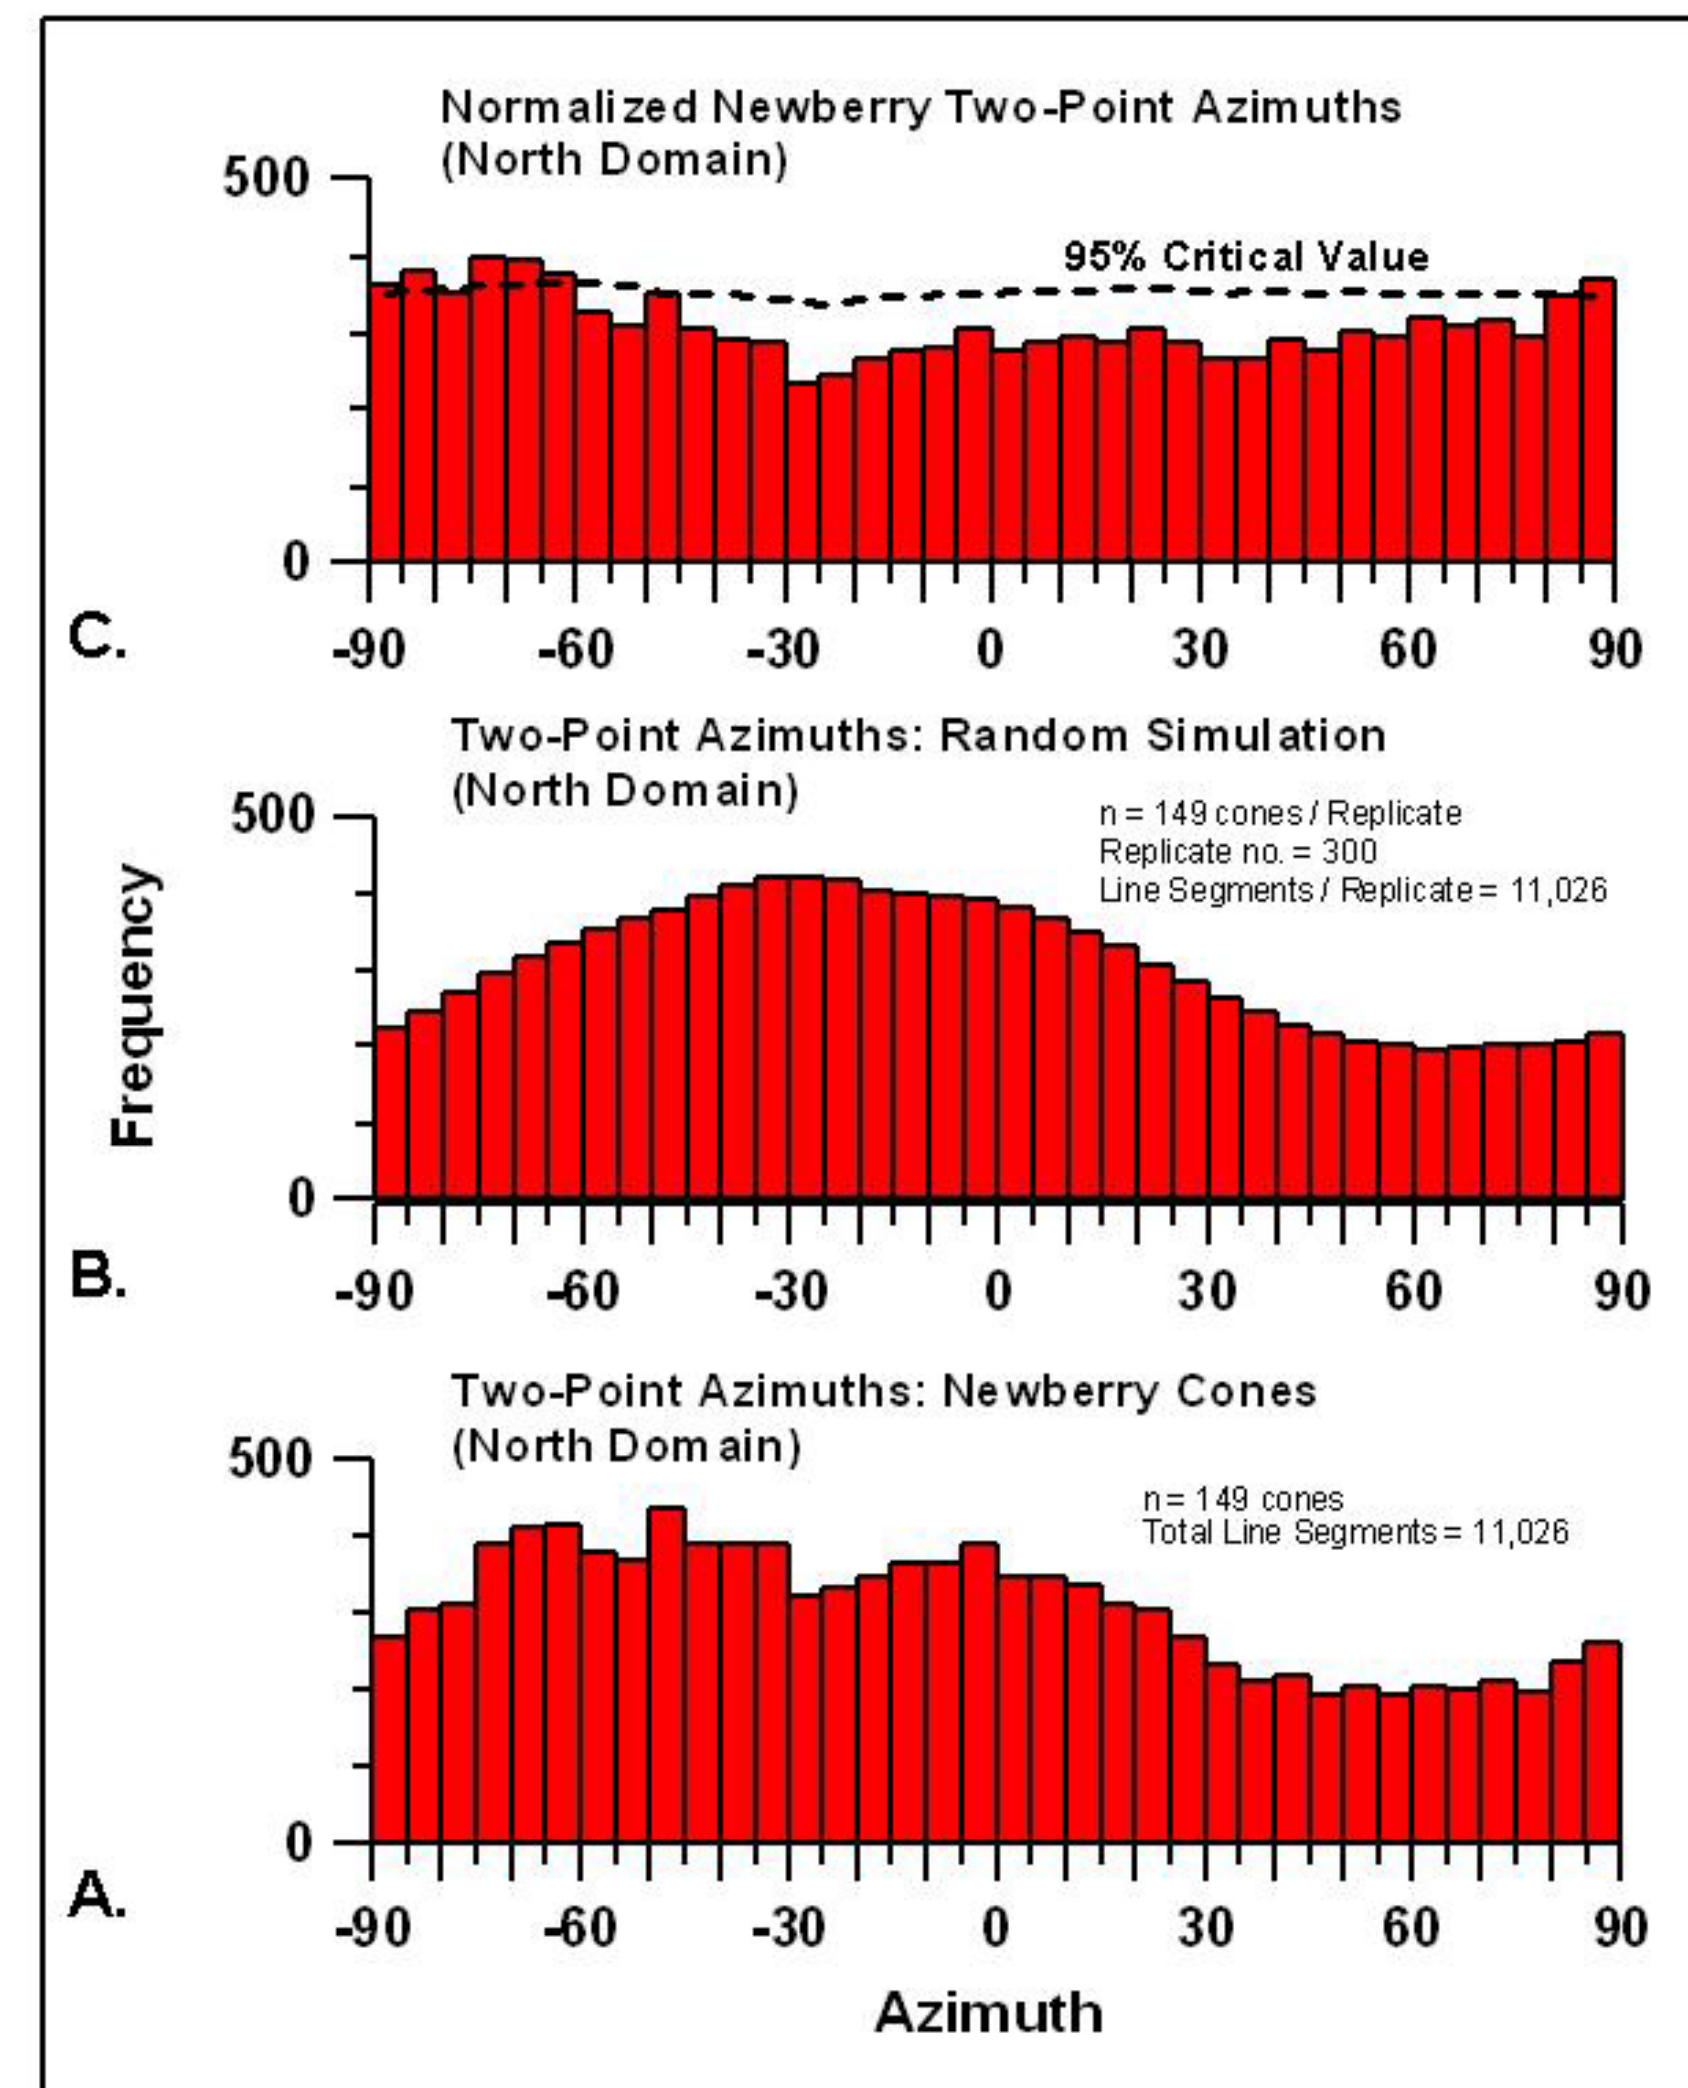 Normalized Newberry Two-Point Azimuths
(North Domain)
500
95% Critical Value
0
C.
-90 -60 -30 0 30 60 90
Two-Point Azimuths: Random Simulation
(North Domain)
500
n = 149 cones / Replicate
Replicate no. = 300
Line Segments / Replicate = 11,026
Frequency
0
B.
-90 -60 -30 0 30 60 90
Two-Point Azimuths: Newberry Cones
(North Domain)
500
n = 149 cones
Total Line Segments = 11,026
0
A.
-90 -60 -30 0 30 60 90
Azimuth